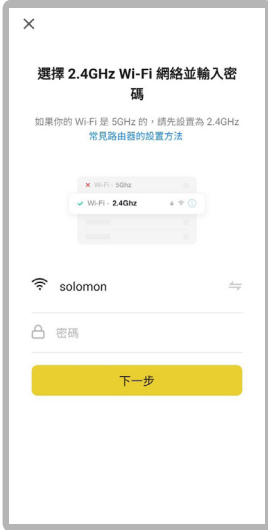 選擇 2.4GHz Wi-Fi 網絡並輸入密
碼
如果你的 Wi-Fi 是 5GHz 的，請先設置為 2.4GHz
常見路由器的設置方法
Wi-Fi - 5Ghz
Wi-Fi - 2.4Ghz
solomon
密碼
下一步